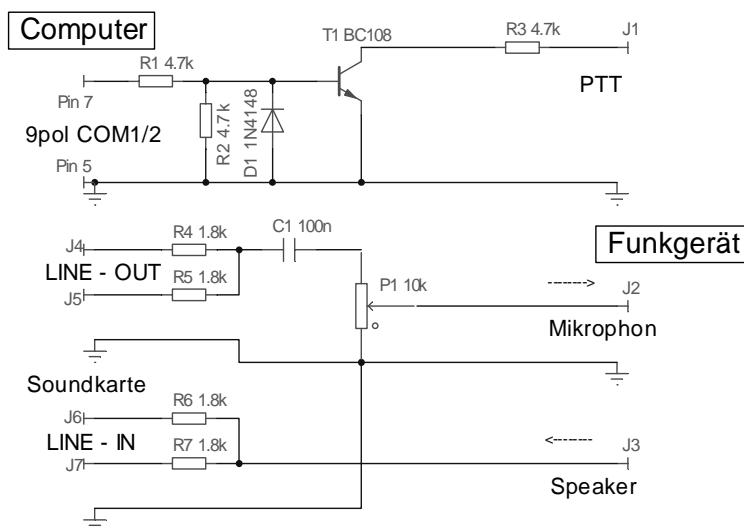 Computer
T1 BC108
R3 4.7k
J1
R1 4.7k
Pin 7
PTT
R2 4.7k
D1 1N4148
9pol COM1/2
Pin 5
C1 100n
J4
R4 1.8k
Funkgerät
LINE - OUT
J5
R5 1.8k
P1 10k
------->
J2
Mikrophon
Soundkarte
J6
R6 1.8k
LINE - IN
J7
R7 1.8k
<-------
J3
Speaker